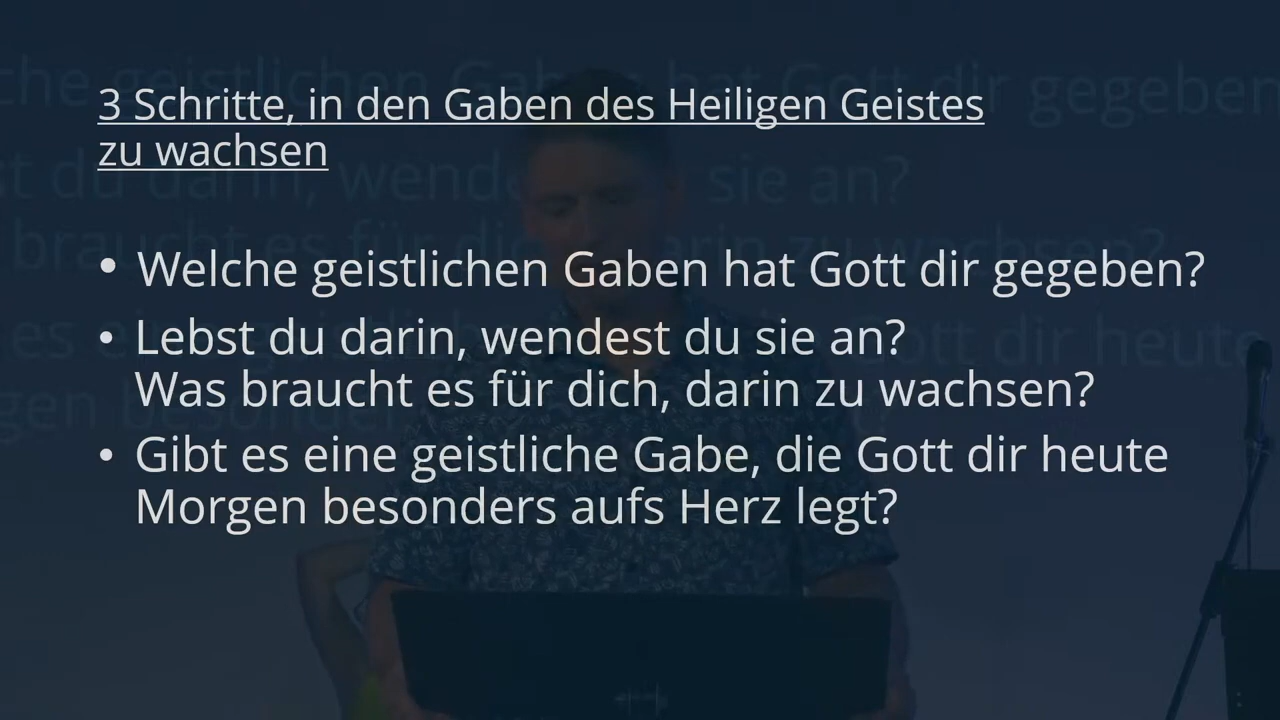 3 Schritte, in den Gaben des Heiligen Geistes
zu wachsen
• Welche geistlichen Gaben hat Gott dir gegeben?
• Lebst du darin, wendest du sie an?
Was braucht es für dich, darin zu wachsen?
• Gibt es eine geistliche Gabe, die Gott dir heute
Morgen besonders aufs Herz legt?